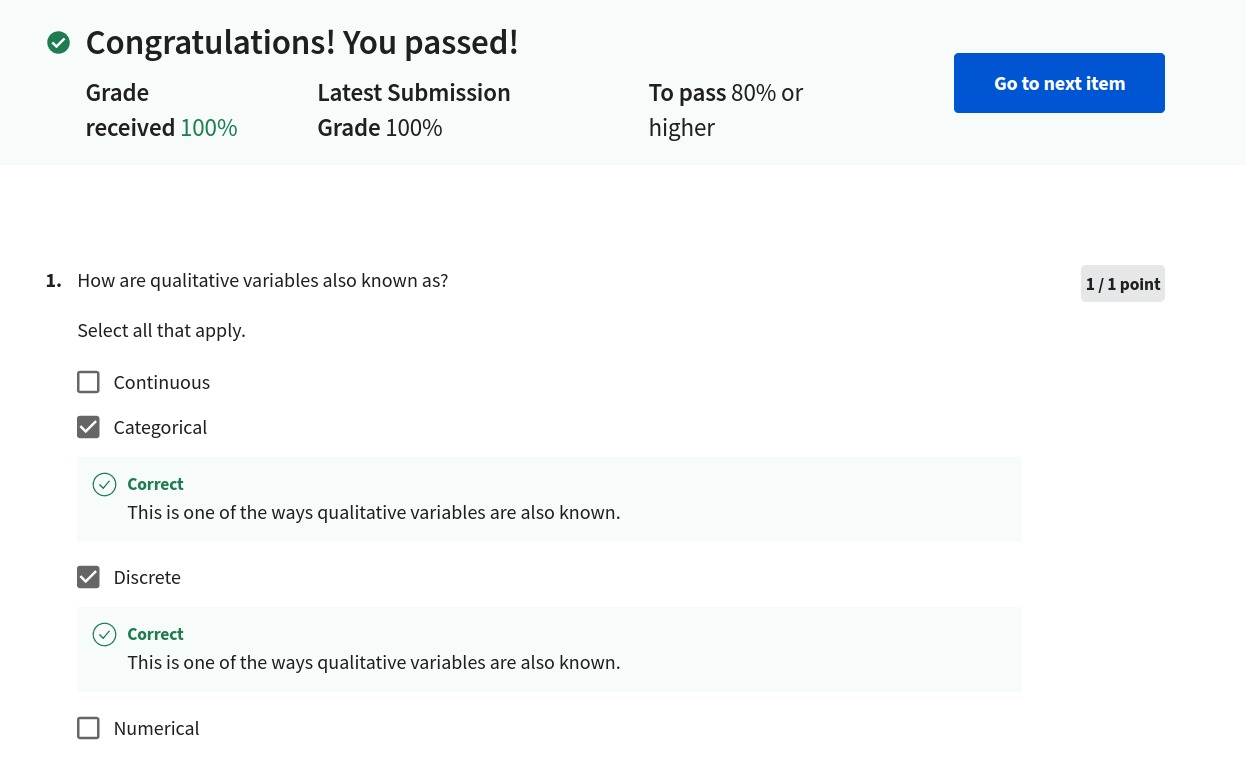 Congratulations! You passed!
Grade
received 100%
Latest Submission
Grade 100%
To pass 80% or
higher
Go to next item
1. How are qualitative variables also known as?
1 / 1 point
Select all that apply.
Continuous
Categorical
Correct
This is one of the ways qualitative variables are also known.
Discrete
Correct
This is one of the ways qualitative variables are also known.
Numerical